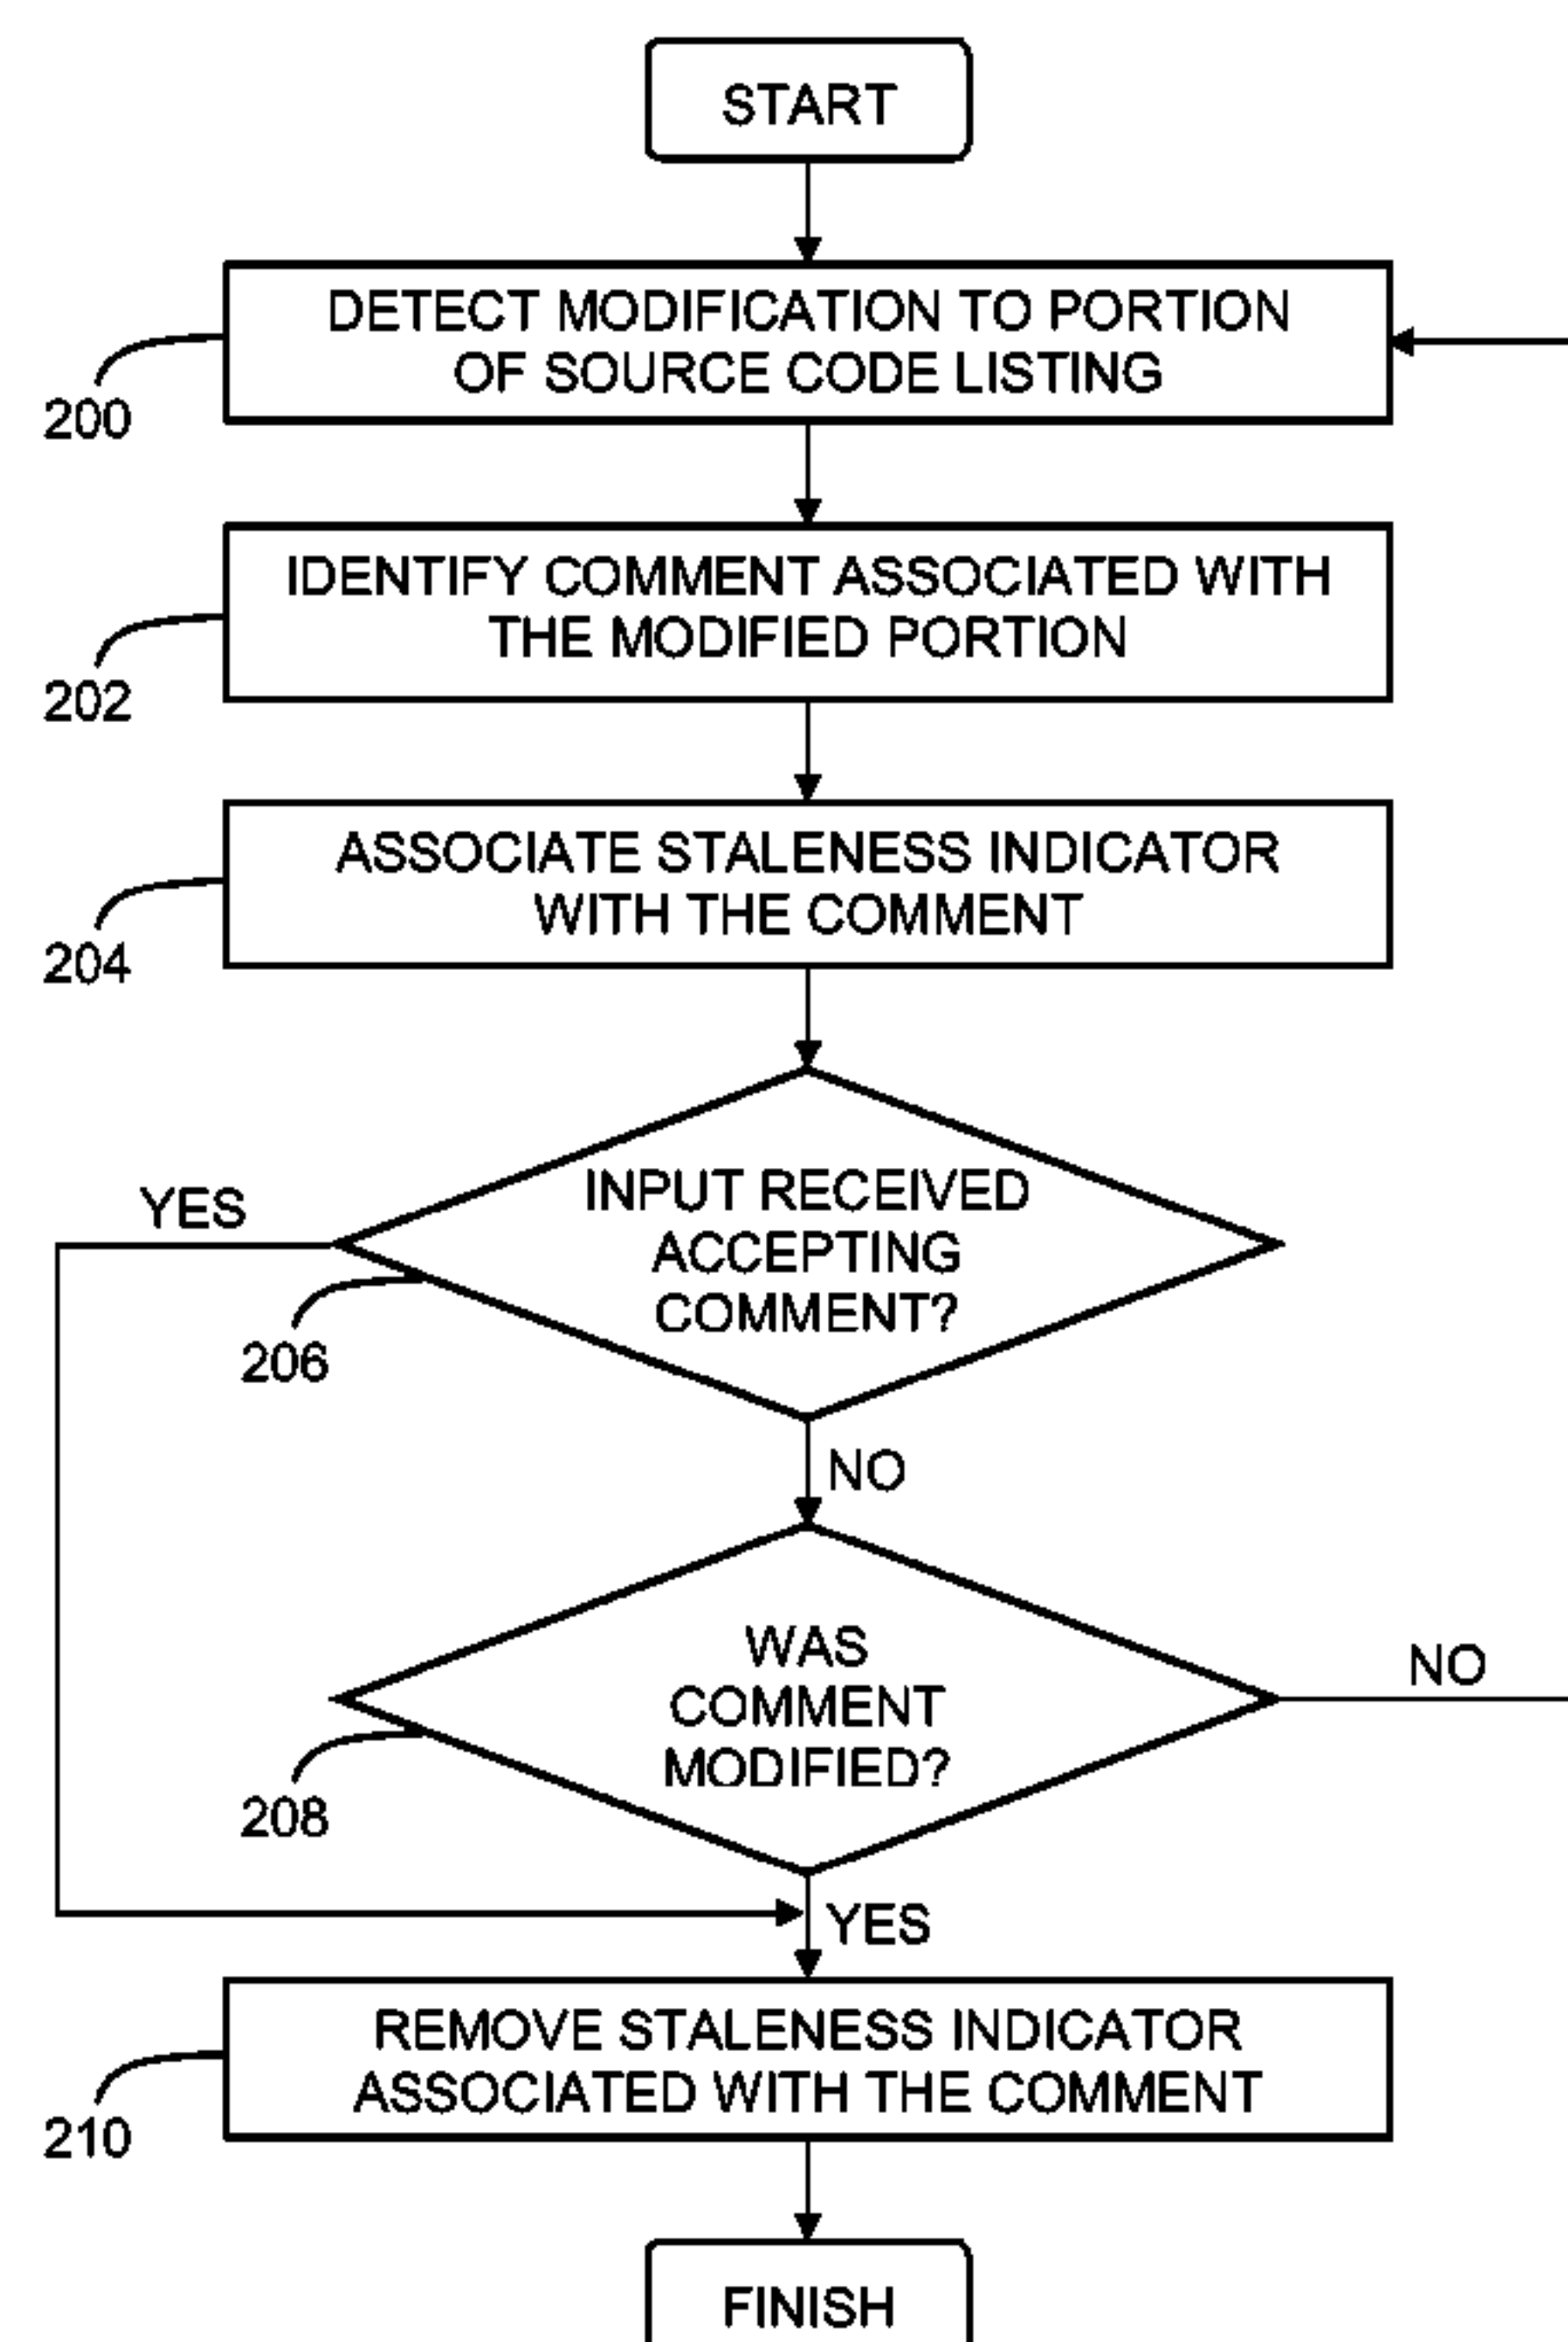 START
DETECT MODIFICATION TO PORTION
OF SOURCE CODE LISTING
200
IDENTIFY COMMENT ASSOCIATED WITH
THE MODIFIED PORTION
202
ASSOCIATE STALENESS INDICATOR
WITH THE COMMENT
204
YES
INPUT RECEIVED
ACCEPTING
COMMENT?
206
NO
WAS
COMMENT
MODIFIED?
NO
208
YES
REMOVE STALENESS INDICATOR
ASSOCIATED WITH THE COMMENT
210
FINISH